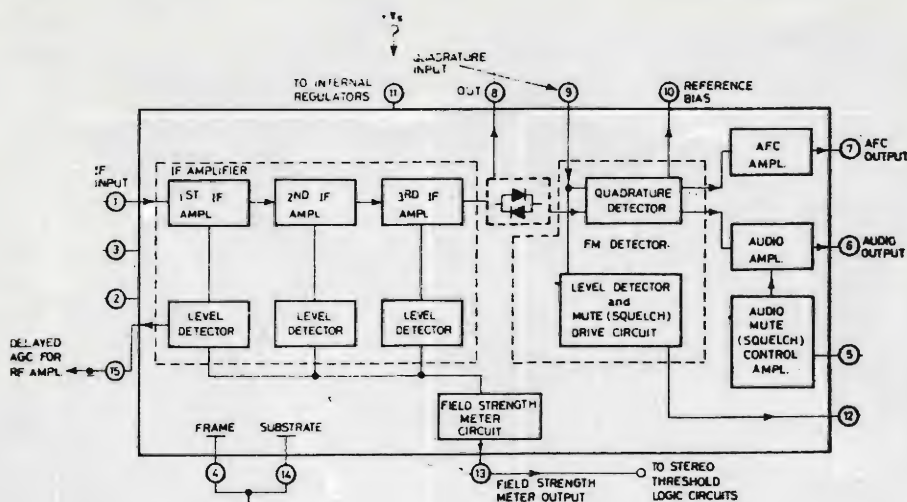 +Vs
?
QUADRATURE
INPUT
TO INTERNAL
REGULATORS
11
OUT
8
9
10
REFERENCE
BIAS
IF
INPUT
1
IF AMPLIFIER
1ST IF
AMPL
2ND IF
AMPL
3RD IF
AMPL
QUADRATURE
DETECTOR
FM DETECTOR
AFC
AMPL.
7
AFC
OUTPUT
AUDIO
AMPL.
6
AUDIO
OUTPUT
3
2
LEVEL
DETECTOR
LEVEL
DETECTOR
LEVEL
DETECTOR
LEVEL DETECTOR
and
MUTE (SQUELCH)
DRIVE CIRCUIT
AUDIO
MUTE
(SQUELCH)
CONTROL
AMPL.
5
DELAYED
AGC FOR
RF AMPL.
15
FIELD STRENGTH
METER
CIRCUIT
12
FRAME
SUBSTRATE
4
14
13
FIELD STRENGTH
METER OUTPUT
TO STEREO
THRESHOLD
LOGIC CIRCUITS